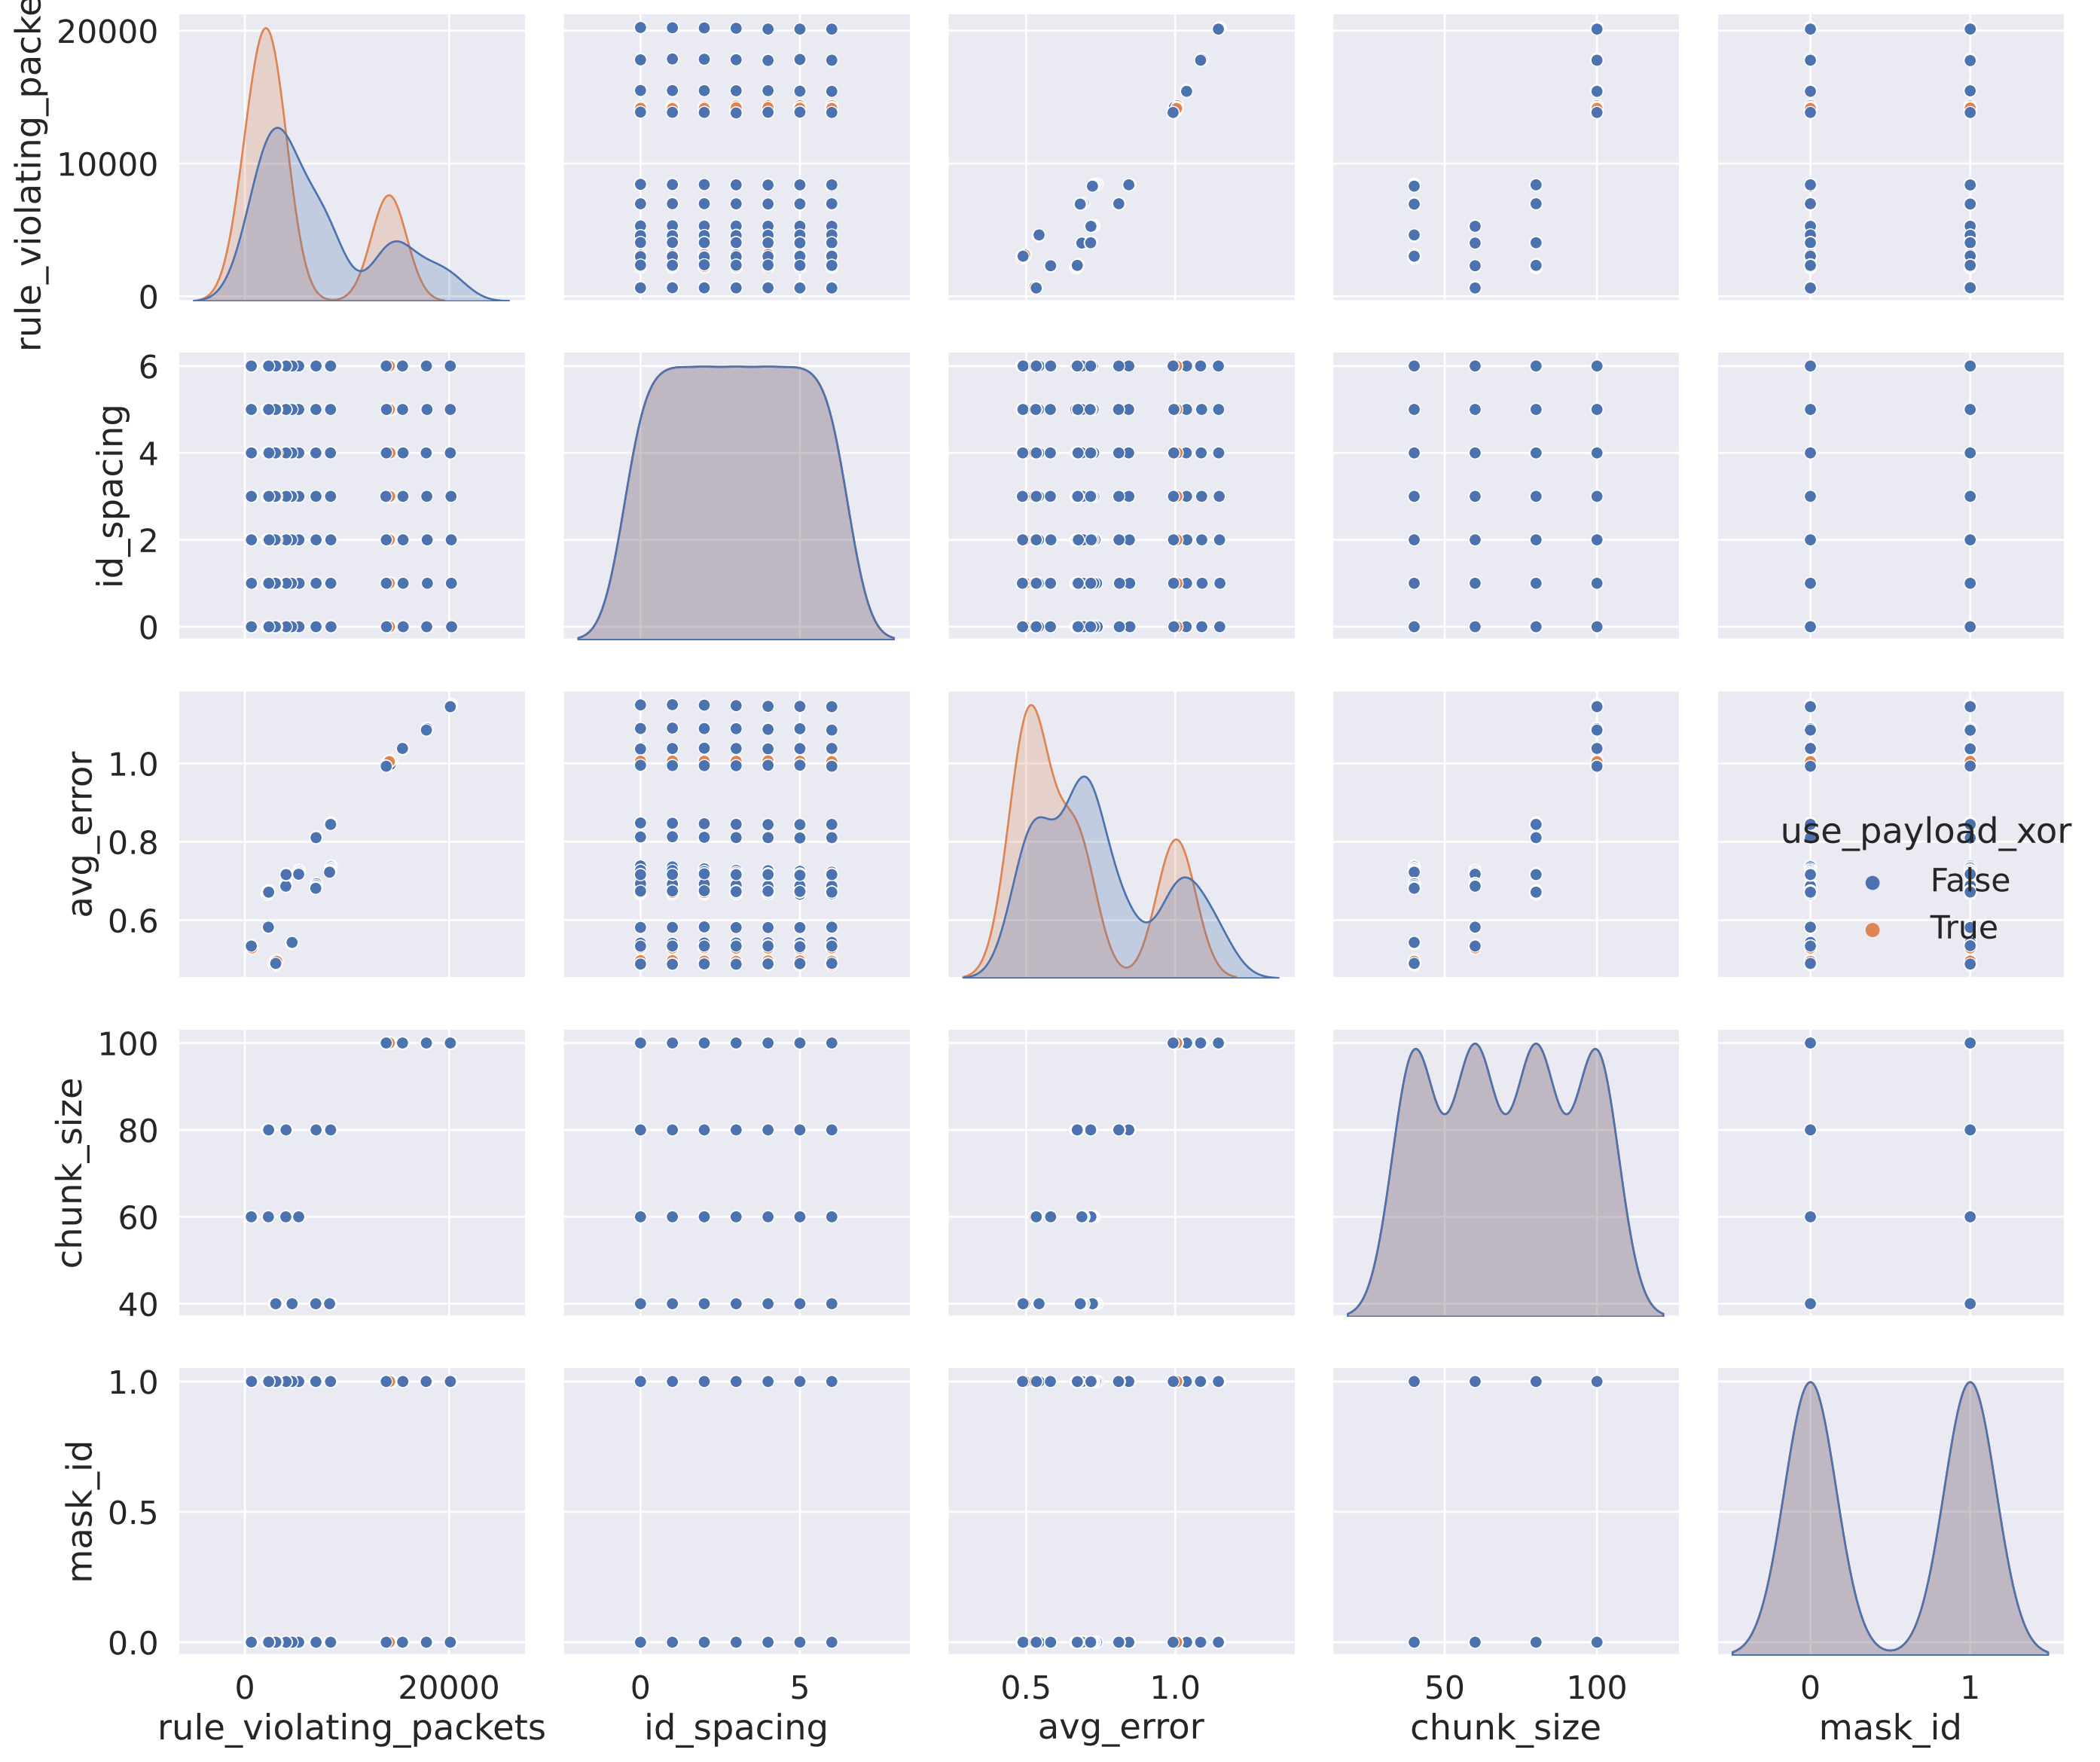 20000
10000
0
rule_violating_packe
6
4
2
0
id_spacing
1.0
0.8
0.6
avg_error
use_payload_xor
False
True
100
80
60
40
chunk_size
1.0
0.5
0.0
mask_id
0 20000 0 5 0.5 1.0 50 100 0 1
rule_violating_packets id_spacing avg_error chunk_size mask_id